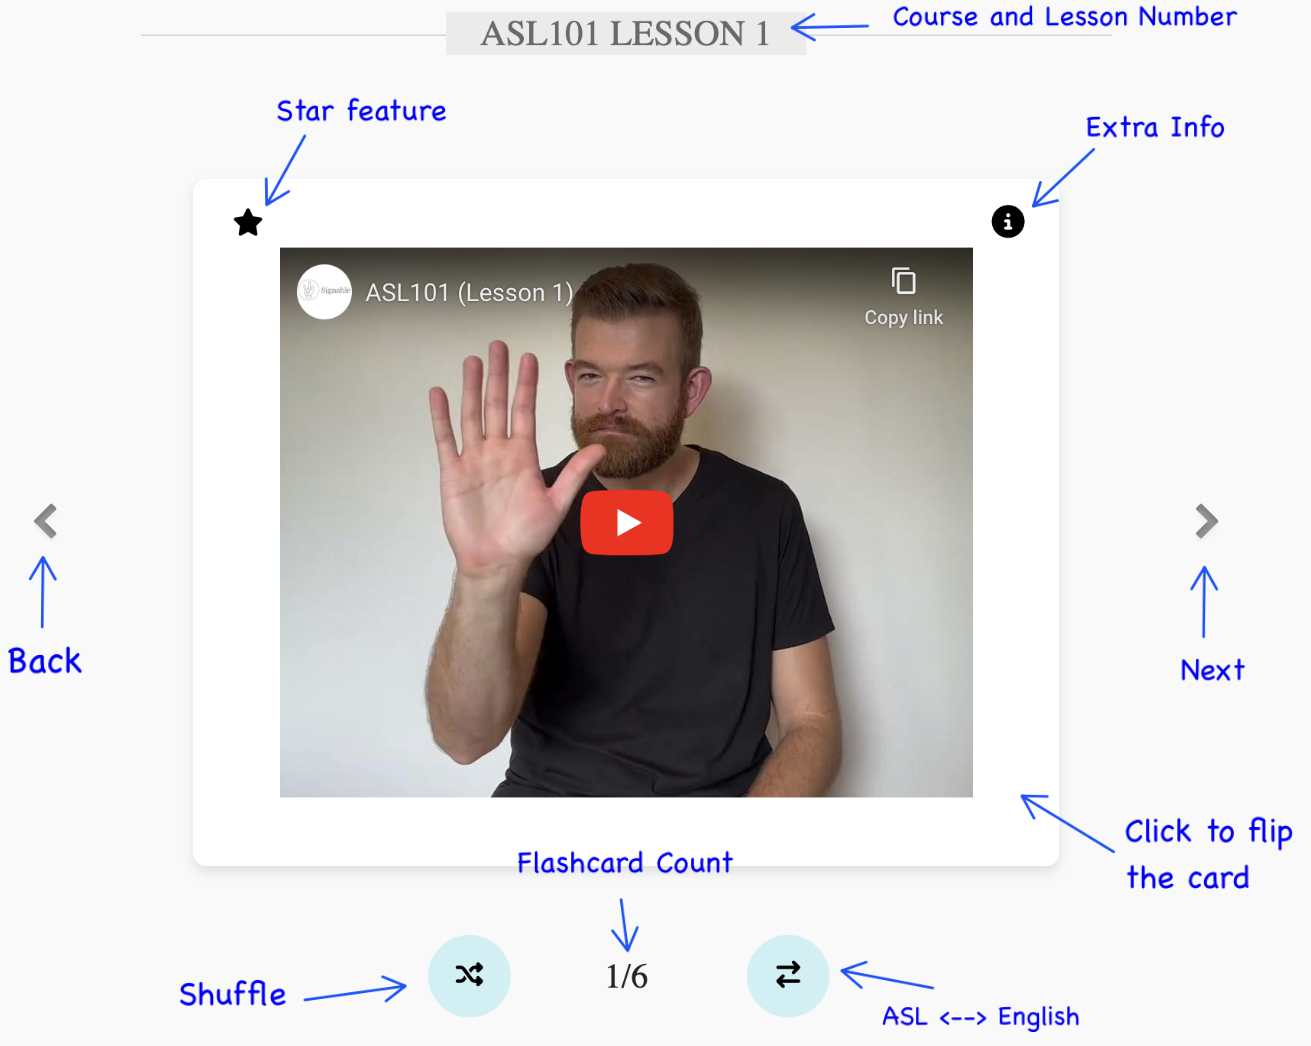 ASL101 LESSON 1
Course and Lesson Number
Star feature
Extra Info
Signable
ASL101 (Lesson 1)
Copy link
Back
Next
Click to flip
the card
Flashcard Count
Shuffle
1/6
ASL <--> English